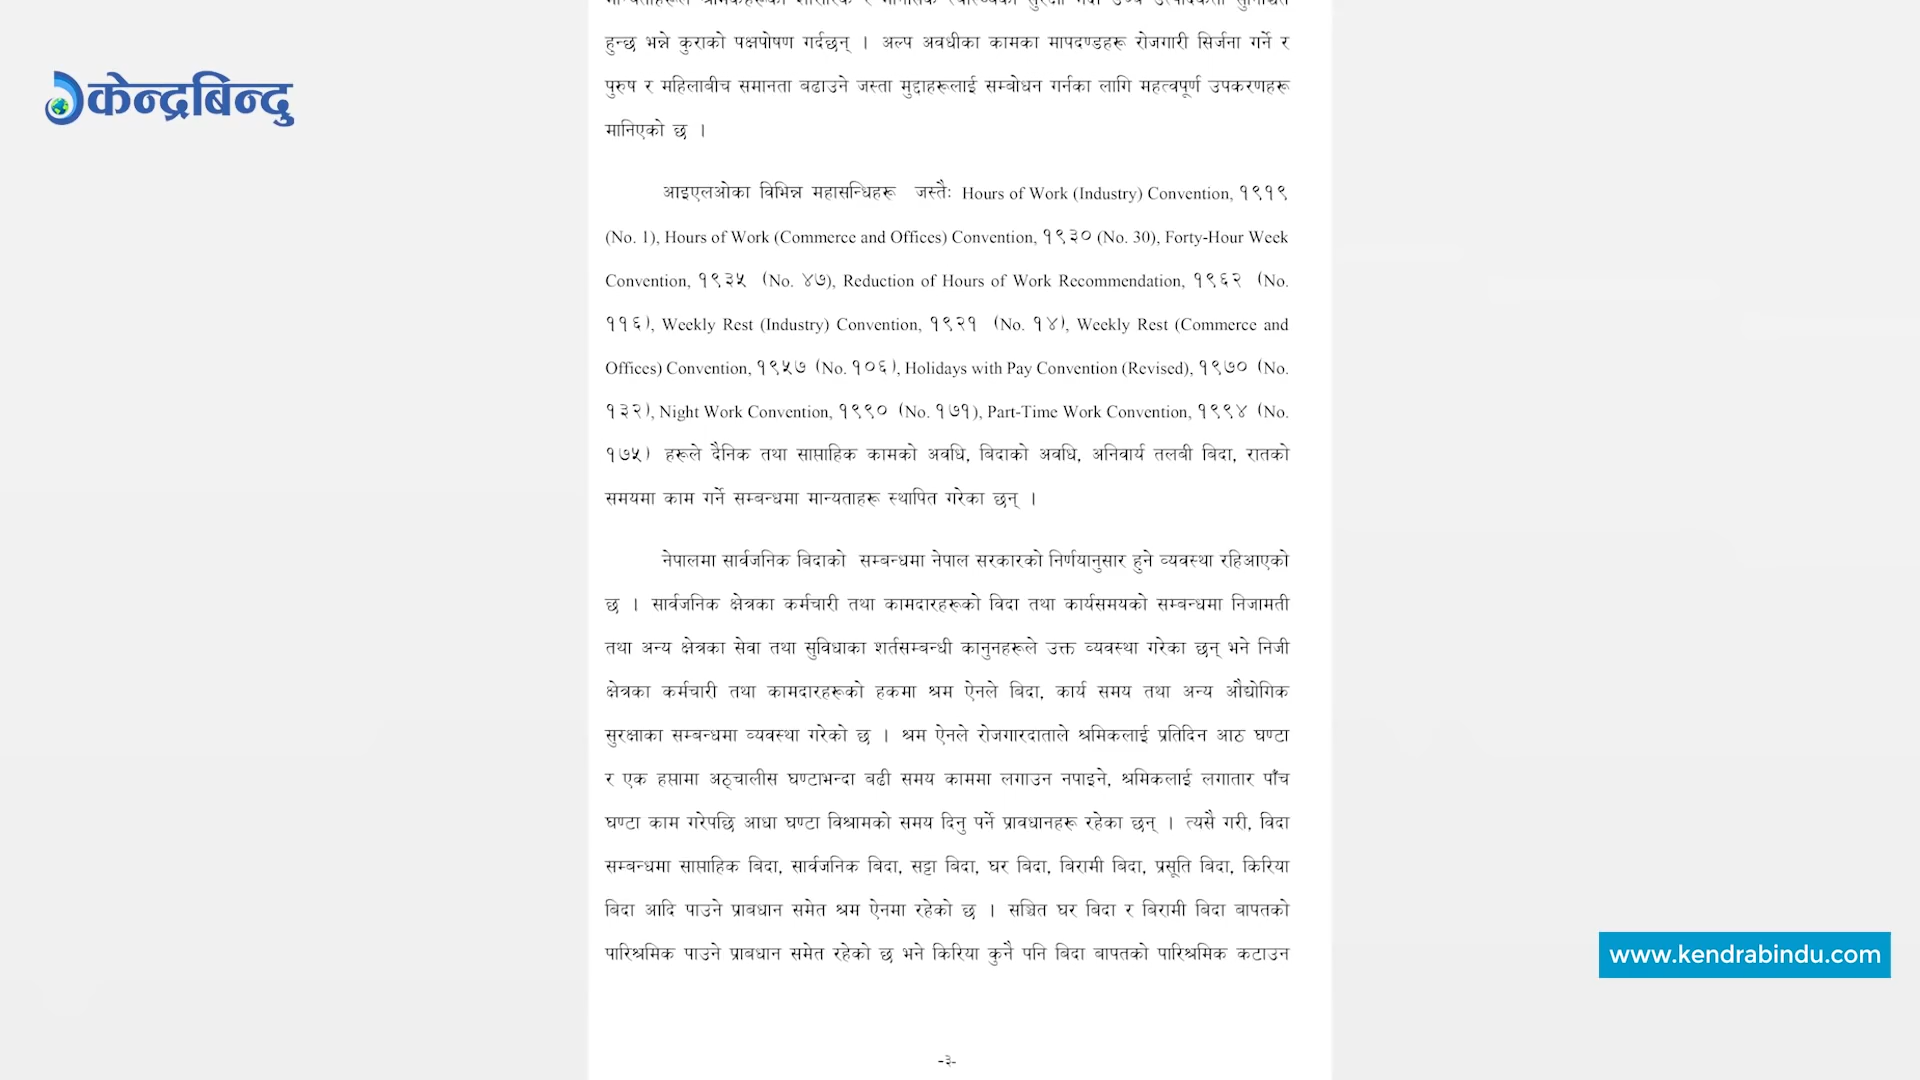 हुन्छ भन्ने कुराको पक्षपोषण गर्दछन् । अल्प अवधीका कामका मापदण्डहरू रोजगारी सिर्जना गर्ने र
केन्द्रबिन्दु
पुरुष र महिलाबीच समानता बढाउने जस्ता मुद्दाहरूलाई सम्बोधन गर्नका लागि महत्वपूर्ण उपकरणहरू
मानिएको छ ।
आइएलओका विभिन्न महासन्धिहरू जस्तैः Hours of Work (Industry) Convention, १९१९
(No. 1), Hours of Work (Commerce and Offices) Convention, १९३० (No. 30), Forty-Hour Week
Convention, १९३५ (No. ४७), Reduction of Hours of Work Recommendation, १९६२ (No.
११६), Weekly Rest (Industry) Convention, १९२१ (No. १४), Weekly Rest (Commerce and
Offices) Convention, १९५७ (No. १०६), Holidays with Pay Convention (Revised), १९७० (No.
१३२), Night Work Convention, १९९० (No. १७१), Part-Time Work Convention, १९९४ (No.
१७५) हरूले दैनिक तथा साप्ताहिक कामको अवधि, बिदाको अवधि, अनिवार्य तलबी बिदा, रातको
समयमा काम गर्ने सम्बन्धमा मान्यताहरू स्थापित गरेका छन् ।
नेपालमा सार्वजनिक बिदाको सम्बन्धमा नेपाल सरकारको निर्णयानुसार हुने व्यवस्था रहिआएको
छ । सार्वजनिक क्षेत्रका कर्मचारी तथा कामदारहरूको विदा तथा कार्यसमयको सम्बन्धमा निजामती
तथा अन्य क्षेत्रका सेवा तथा सुविधाका शर्तसम्बन्धी कानुनहरूले उक्त व्यवस्था गरेका छन् भने निजी
क्षेत्रका कर्मचारी तथा कामदारहरूको हकमा श्रम ऐनले बिदा, कार्य समय तथा अन्य औद्योगिक
सुरक्षाका सम्बन्धमा व्यवस्था गरेको छ । श्रम ऐनले रोजगारदाताले श्रमिकलाई प्रतिदिन आठ घण्टा
र एक हप्तामा अठ्चालीस घण्टाभन्दा बढी समय काममा लगाउन नपाइने, श्रमिकलाई लगातार पाँच
घण्टा काम गरेपछि आधा घण्टा विश्रामको समय दिनु पर्ने प्रावधानहरू रहेका छन् । त्यसै गरी, विदा
सम्बन्धमा साप्ताहिक बिदा, सार्वजनिक बिदा, सट्टा बिदा, घर बिदा, बिरामी बिदा, प्रसूति बिदा, किरिया
बिदा आदि पाउने प्राबधान समेत श्रम ऐनमा रहेको छ । सञ्चित घर बिदा र बिरामी बिदा बापतको
पारिश्रमिक पाउने प्राबधान समेत रहेको छ भने किरिया कुनै पनि बिदा बापतको पारिश्रमिक कटाउन
www.kendrabindu.com
-३-